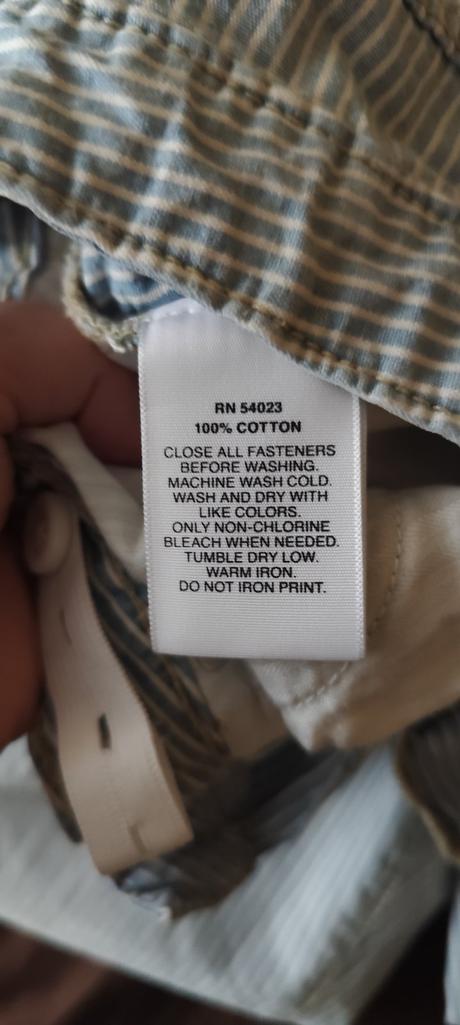 RN 54023
100% COTTON
CLOSE ALL FASTENERS
BEFORE WASHING.
MACHINE WASH COLD.
WASH AND DRY WITH
LIKE COLORS.
ONLY NON-CHLORINE
BLEACH WHEN NEEDED.
TUMBLE DRY LOW.
WARM IRON.
DO NOT IRON PRINT.